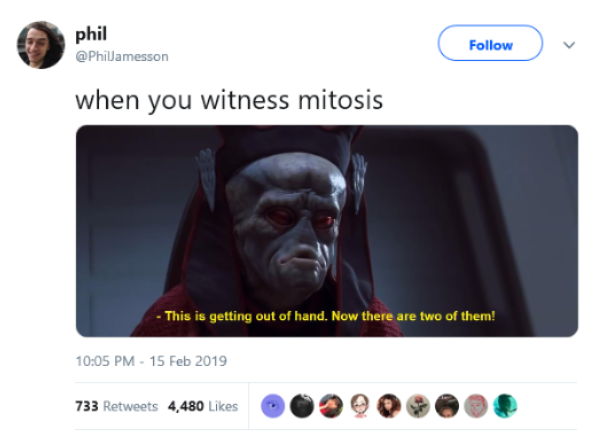 phil
Follow
@PhilJamesson
when you witness mitosis
- This is getting out of hand. Now there are two of them!
10:05 PM - 15 Feb 2019
733 Retweets 4,480 Likes